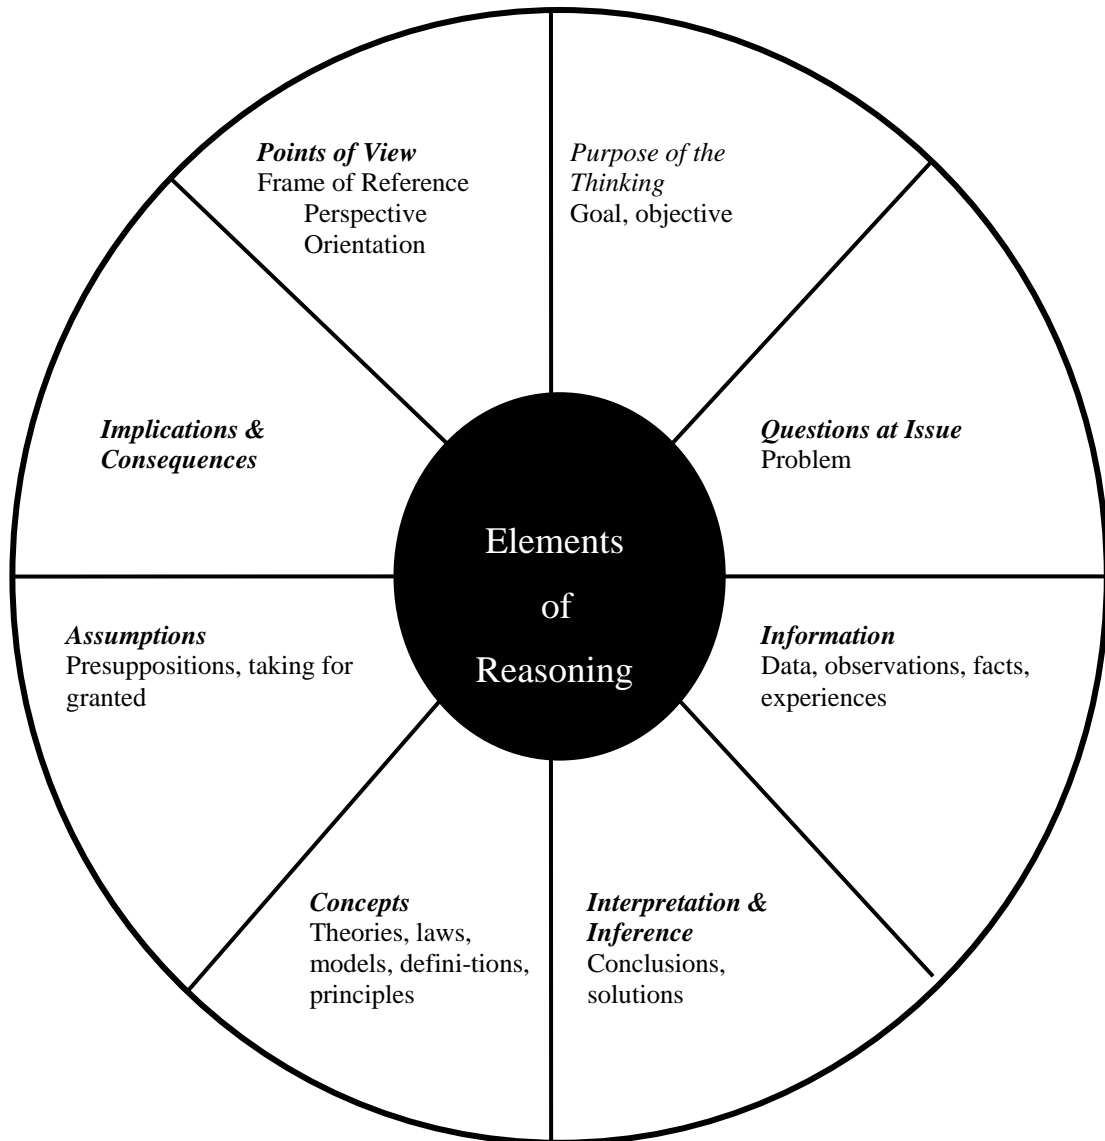 Points of View
Frame of Reference
Perspective
Orientation
Purpose of the
Thinking
Goal, objective
Implications &
Consequences
Questions at Issue
Problem
Elements
of
Reasoning
Assumptions
Presuppositions, taking for
granted
Information
Data, observations, facts,
experiences
Concepts
Theories, laws,
models, defini-tions,
principles
Interpretation &
Inference
Conclusions,
solutions